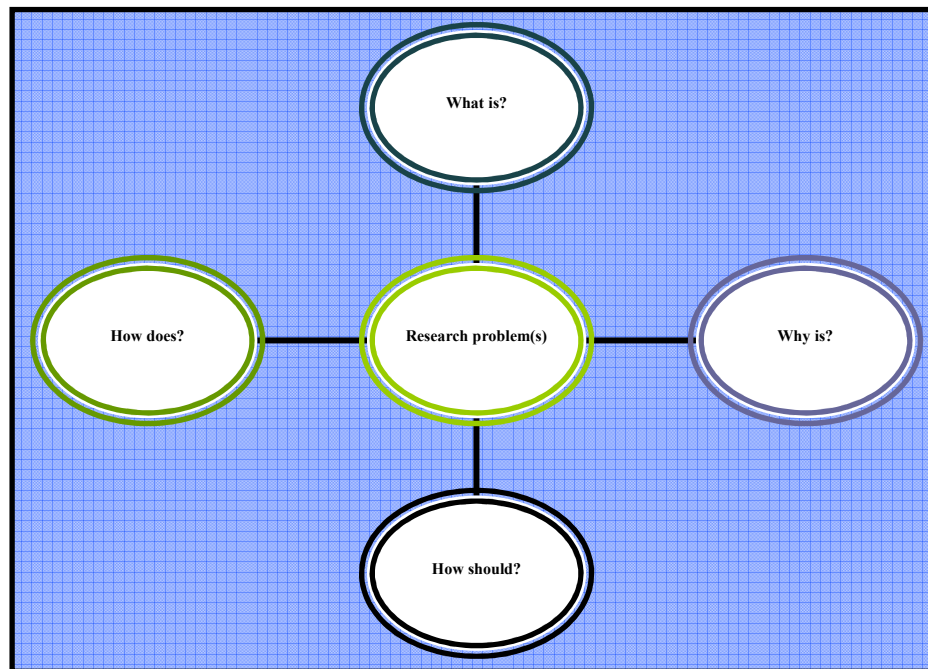 What is?
How does?
Research problem(s)
Why is?
How should?